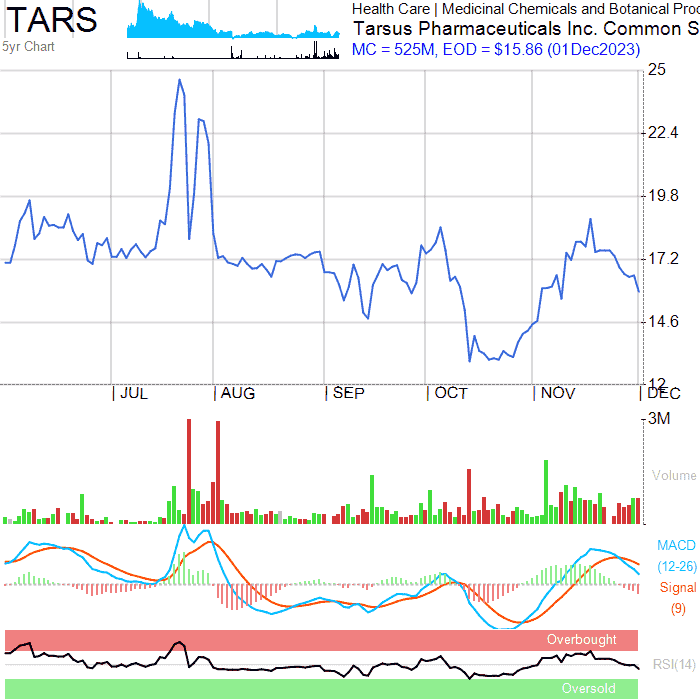 TARS
5yr Chart
Health Care | Medicinal Chemicals and Botanical Proc
Tarsus Pharmaceuticals Inc. Common S
MC = 525M, EOD = $15.86 (01Dec2023)
25
22.4
19.8
17.2
14.6
12
JUL AUG SEP OCT NOV DEC
3M
Volume
MACD
(12-26)
Signal
(9)
Overbought
RSI(14)
Oversold